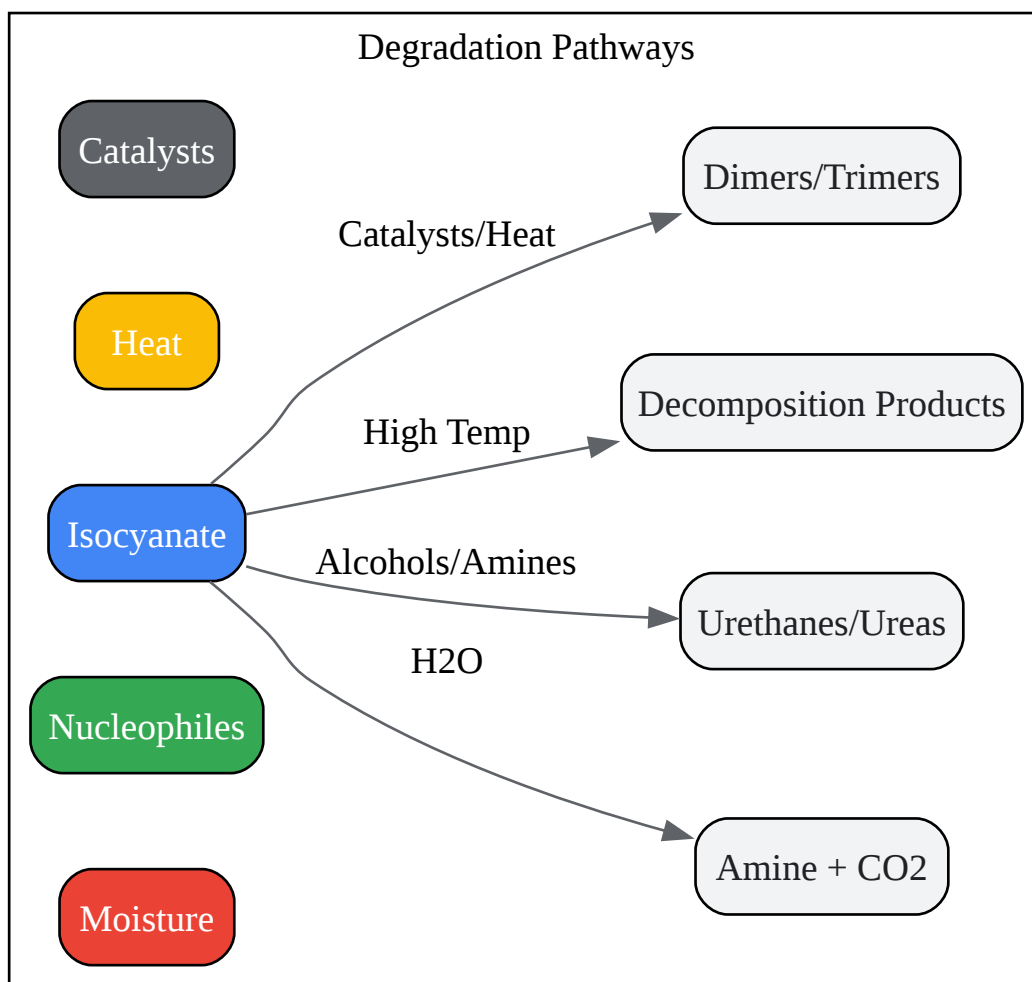 Degradation Pathways
Catalysts
Dimers/Trimers
Catalysts/Heat
Heat
Decomposition Products
High Temp
Isocyanate
Alcohols/Amines
Urethanes/Ureas
H2O
Nucleophiles
Amine + CO2
Moisture